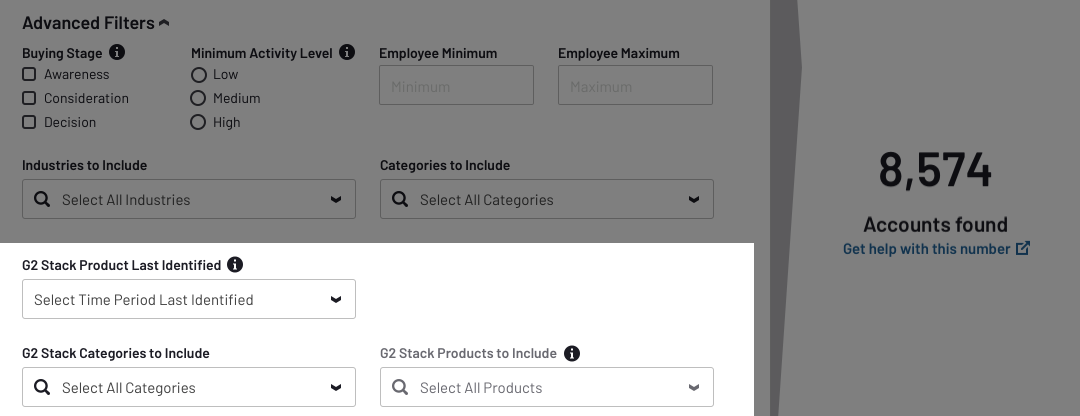 Advanced Filters
Buying Stage
Minimum Activity Level
Employee Minimum
Employee Maximum
Awareness
Low
Minimum
Maximum
Consideration
Medium
Decision
High
Industries to Include
Categories to Include
Select All Industries
Select All Categories
8,574
Accounts found
Get help with this number
G2 Stack Product Last Identified
Select Time Period Last Identified
G2 Stack Categories to Include
G2 Stack Products to Include
Select All Categories
Select All Products